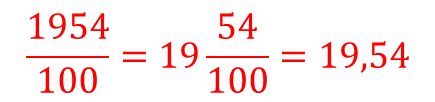 1954/100 = 19 54/100 = 19,54